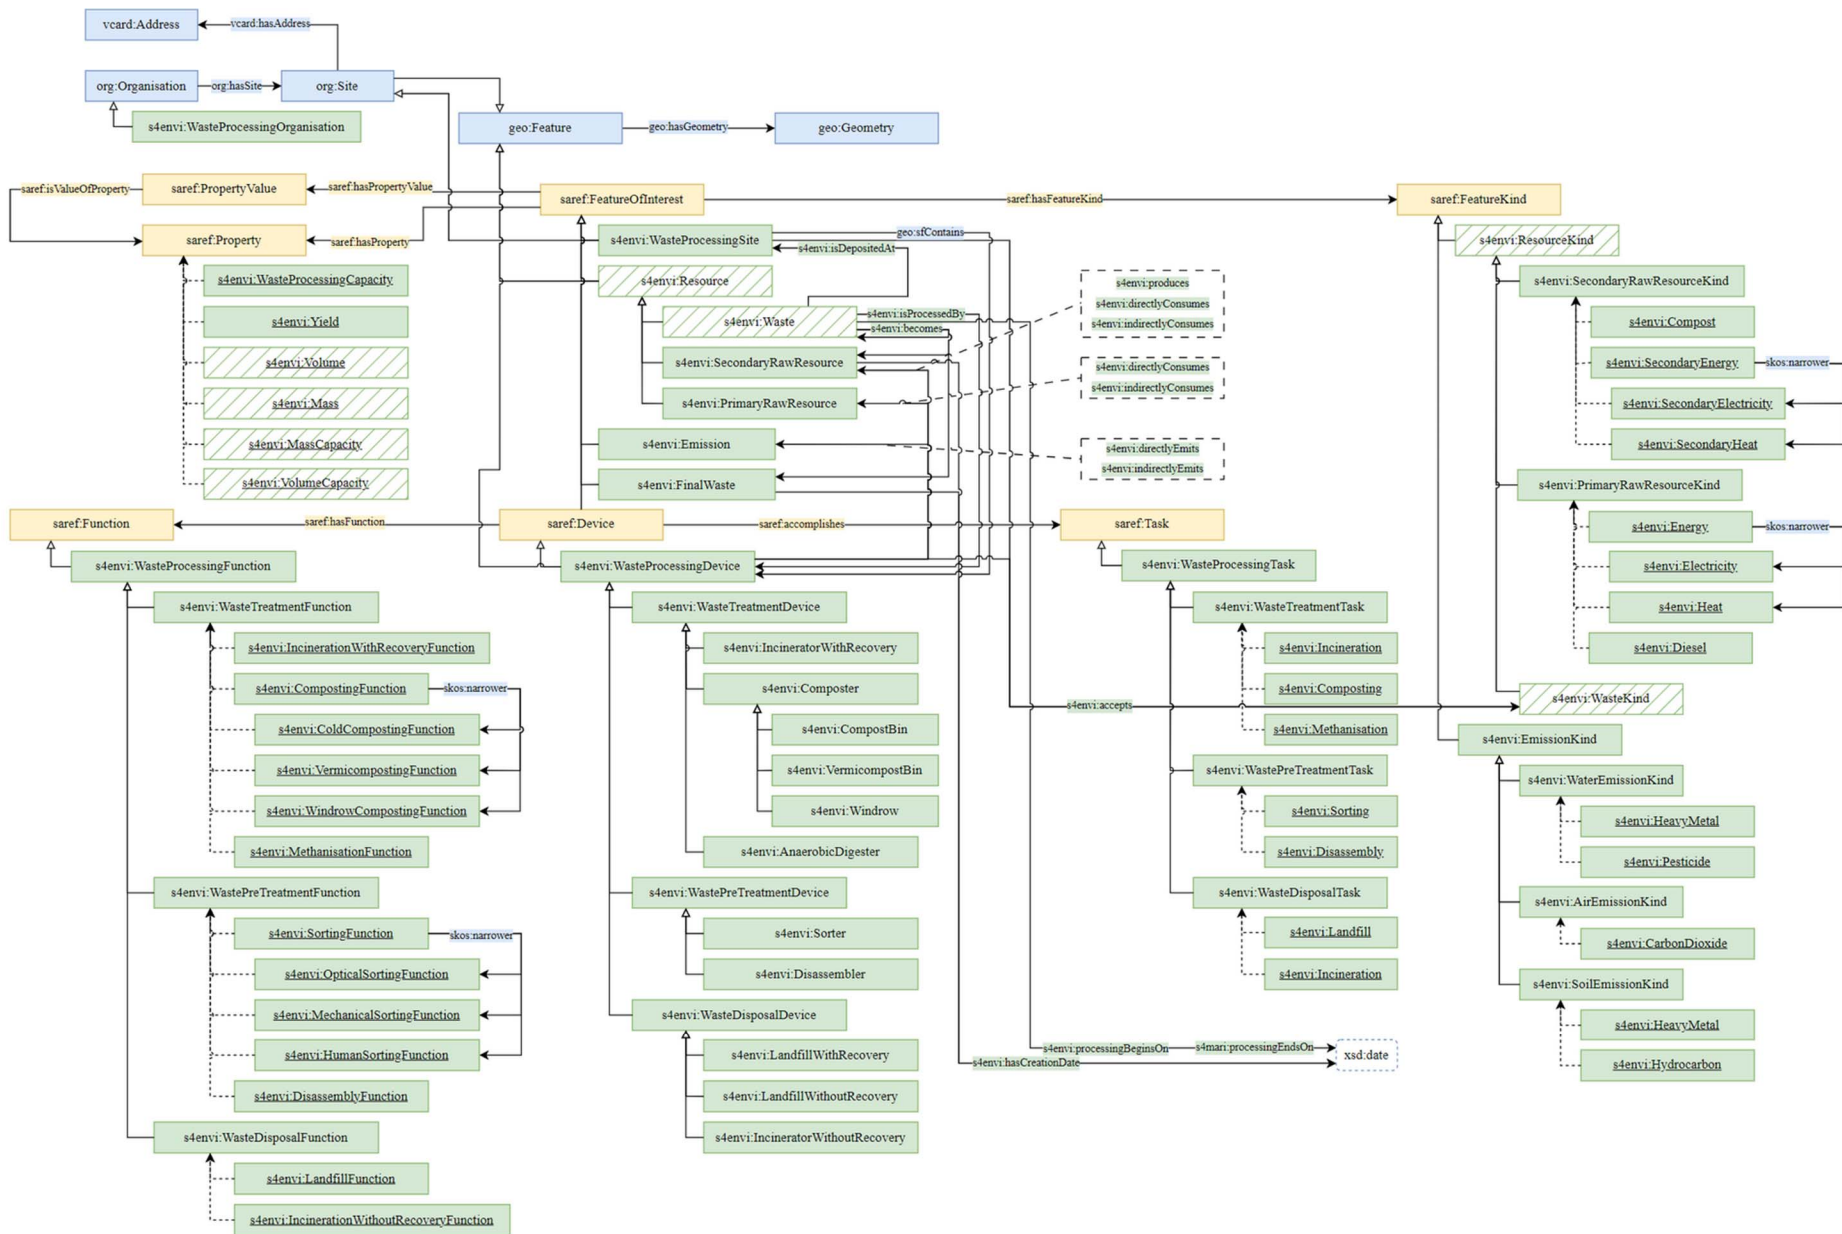 vcard:Address
vcard:hasAddress
org:Organisation
org:hasSite
org:Site
s4envi:WasteProcessingOrganisation
geo:Feature
geo:hasGeometry
geo:Geometry
saref:isValueOfProperty
saref:PropertyValue
saref:hasPropertyValue
saref:FeatureOfInterest
saref:hasFeatureKind
saref:FeatureKind
saref:Property
saref:hasProperty
s4envi:WasteProcessingSite
geo:sfContains
s4envi:isDepositedAt
s4envi:ResourceKind
s4envi:WasteProcessingCapacity
s4envi:Yield
s4envi:Volume
s4envi:Mass
s4envi:MassCapacity
s4envi:VolumeCapacity
s4envi:Resource
s4envi:Waste
s4envi:isProcessedBy
s4envi:becomes
s4envi:SecondaryRawResource
s4envi:PrimaryRawResource
s4envi:Emission
s4envi:FinalWaste
s4envi:produces
s4envi:directlyConsumes
s4envi:indirectlyConsumes
s4envi:directlyConsumes
s4envi:indirectlyConsumes
s4envi:directlyEmits
s4envi:indirectlyEmits
s4envi:SecondaryRawResourceKind
s4envi:Compost
s4envi:SecondaryEnergy
skos:narrower
s4envi:SecondaryElectricity
s4envi:SecondaryHeat
s4envi:PrimaryRawResourceKind
s4envi:Energy
skos:narrower
s4envi:Electricity
s4envi:Heat
s4envi:Diesel
s4envi:WasteKind
s4envi:accepts
s4envi:EmissionKind
s4envi:WaterEmissionKind
s4envi:HeavyMetal
s4envi:Pesticide
s4envi:AirEmissionKind
s4envi:CarbonDioxide
s4envi:SoilEmissionKind
s4envi:HeavyMetal
s4envi:Hydrocarbon
saref:Function
saref:hasFunction
saref:Device
saref:accomplishes
saref:Task
s4envi:WasteProcessingFunction
s4envi:WasteTreatmentFunction
s4envi:IncinerationWithRecoveryFunction
s4envi:CompostingFunction
skos:narrower
s4envi:ColdCompostingFunction
s4envi:VermicompostingFunction
s4envi:WindrowCompostingFunction
s4envi:MethanisationFunction
s4envi:WastePreTreatmentFunction
s4envi:SortingFunction
skos:narrower
s4envi:OpticalSortingFunction
s4envi:MechanicalSortingFunction
s4envi:HumanSortingFunction
s4envi:DisassemblyFunction
s4envi:WasteDisposalFunction
s4envi:LandfillFunction
s4envi:IncinerationWithoutRecoveryFunction
s4envi:WasteProcessingDevice
s4envi:WasteTreatmentDevice
s4envi:IncineratorWithRecovery
s4envi:Composter
s4envi:CompostBin
s4envi:VermicompostBin
s4envi:Windrow
s4envi:AnaerobicDigester
s4envi:WastePreTreatmentDevice
s4envi:Sorter
s4envi:Disassembler
s4envi:WasteDisposalDevice
s4envi:LandfillWithRecovery
s4envi:LandfillWithoutRecovery
s4envi:IncineratorWithoutRecovery
s4envi:WasteProcessingTask
s4envi:WasteTreatmentTask
s4envi:Incineration
s4envi:Composting
s4envi:Methanisation
s4envi:WastePreTreatmentTask
s4envi:Sorting
s4envi:Disassembly
s4envi:WasteDisposalTask
s4envi:Landfill
s4envi:Incineration
s4envi:processingBeginsOn
s4mari:processingEndsOn
s4envi:hasCreationDate
xsd:date